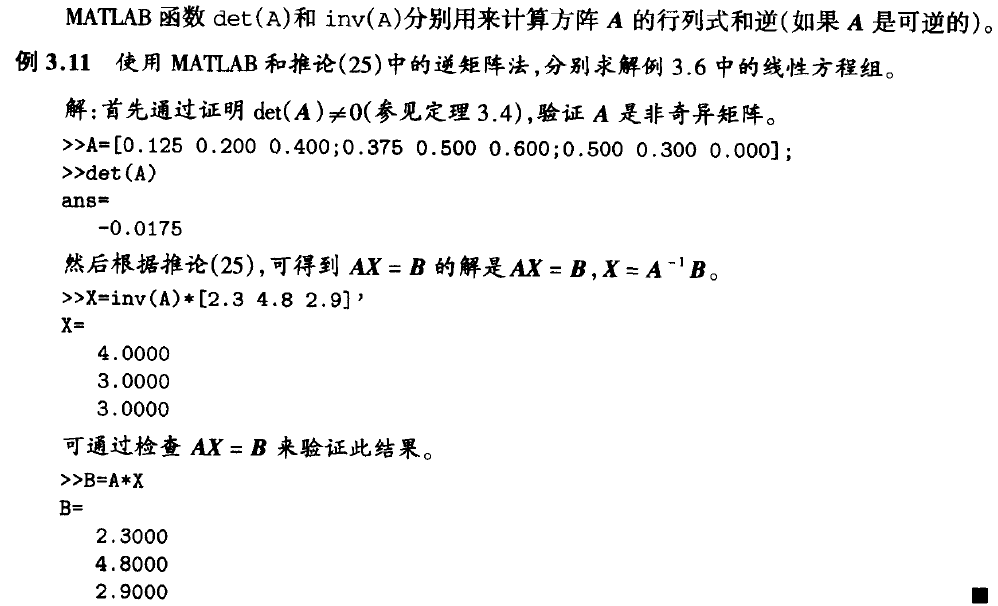 MATLAB 函数 det(A)和 inv(A)分别用来计算方阵 A 的行列式和逆(如果 A 是可逆的)。
例 3.11 使用 MATLAB 和推论(25)中的逆矩阵法,分别求解例 3.6 中的线性方程组。
解:首先通过证明 det(A)≠0(参见定理 3.4),验证 A 是非奇异矩阵。
>>A=[0.125 0.200 0.400;0.375 0.500 0.600;0.500 0.300 0.000];
>>det(A)
ans=
-0.0175
然后根据推论(25),可得到 AX = B 的解是 AX = B, X = A⁻¹B。
>>X=inv(A)*[2.3 4.8 2.9]'
X=
4.0000
3.0000
3.0000
可通过检查 AX = B 来验证此结果。
>>B=A*X
B=
2.3000
4.8000
2.9000